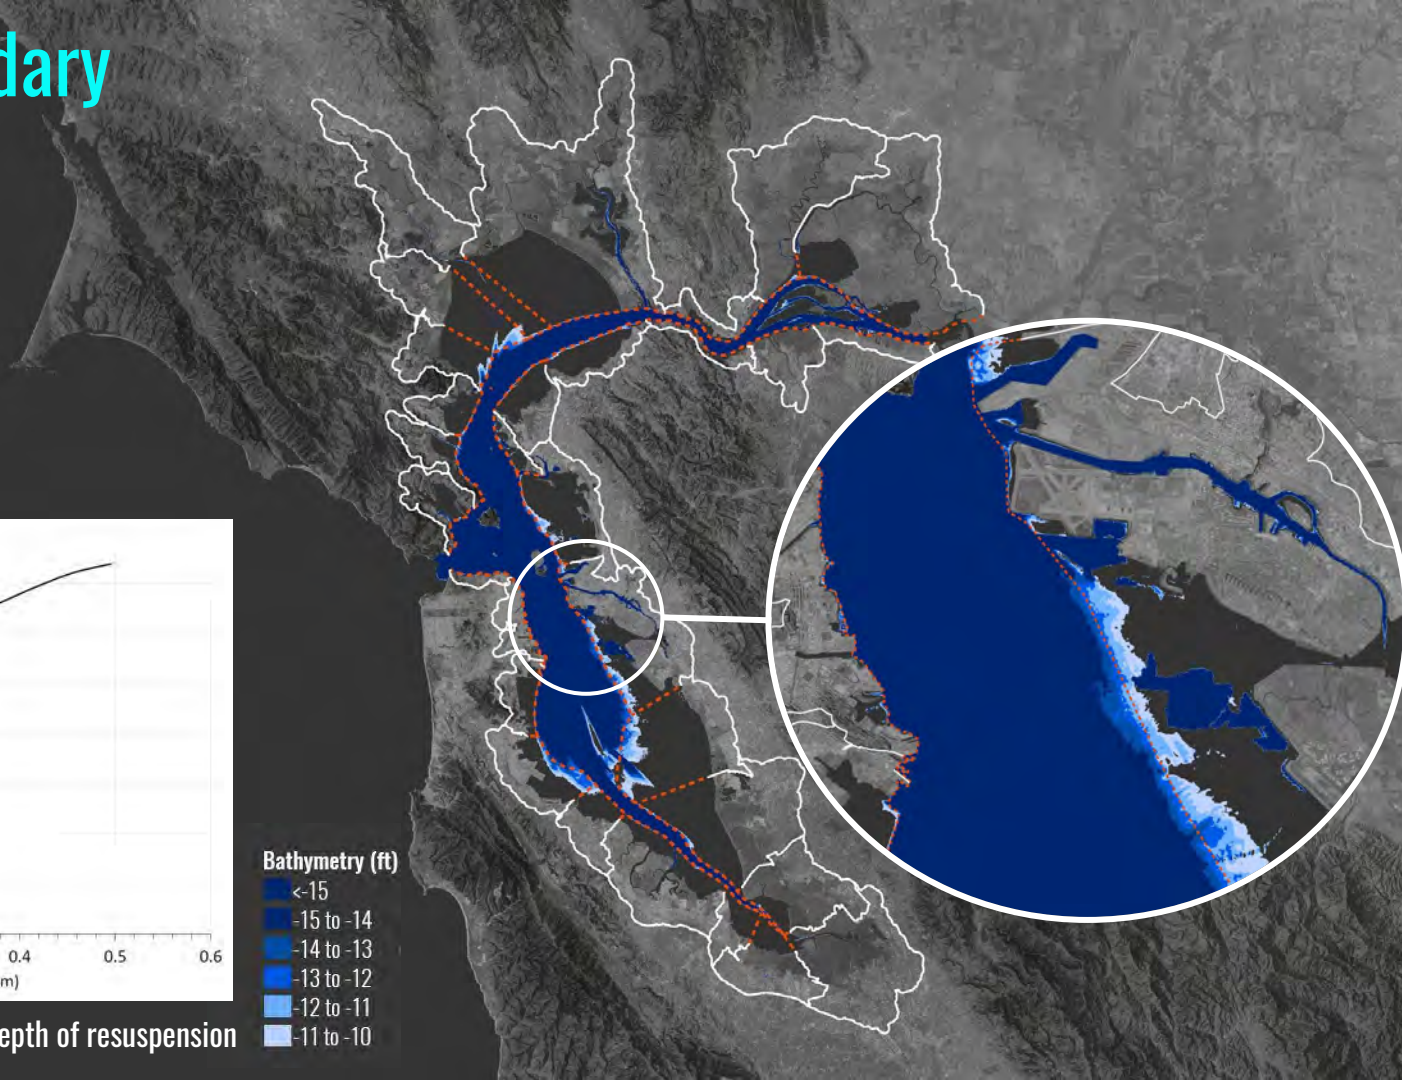 dary
Bathymetry (ft)
<-15
-15 to -14
-14 to -13
-13 to -12
-12 to -11
-11 to -10
0.4 0.5 0.6
m)
epth of resuspension